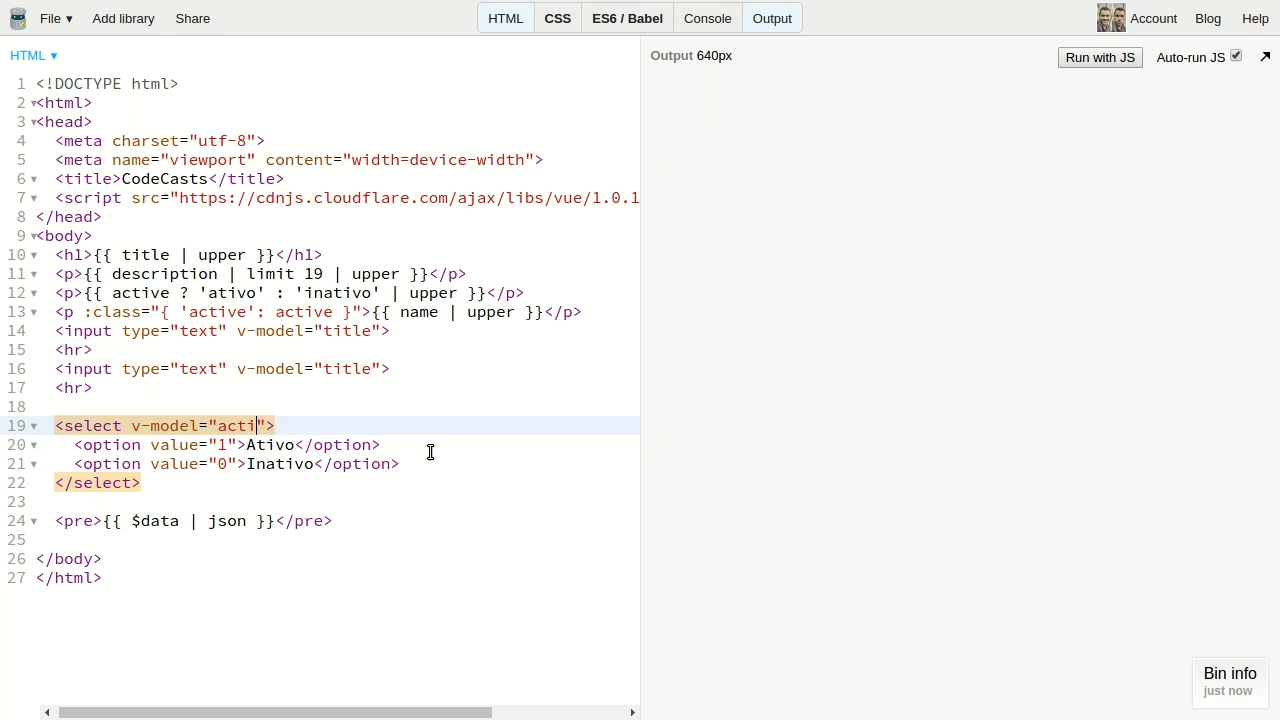 File ▾ Add library Share HTML CSS ES6 / Babel Console Output Account Blog Help
HTML ▾
Output 640px Run with JS Auto-run JS
1 <!DOCTYPE html>
2 <html>
3 <head>
4 <meta charset="utf-8">
5 <meta name="viewport" content="width=device-width">
6 <title>CodeCasts</title>
7 <script src="https://cdnjs.cloudflare.com/ajax/libs/vue/1.0.1
8 </head>
9 <body>
10 <h1>{{ title | upper }}</h1>
11 <p>{{ description | limit 19 | upper }}</p>
12 <p>{{ active ? 'ativo' : 'inativo' | upper }}</p>
13 <p :class="{ 'active': active }">{{ name | upper }}</p>
14 <input type="text" v-model="title">
15 <hr>
16 <input type="text" v-model="title">
17 <hr>
18
19 <select v-model="acti">
20 <option value="1">Ativo</option>
21 <option value="0">Inativo</option>
22 </select>
23
24 <pre>{{ $data | json }}</pre>
25
26 </body>
27 </html>
Bin info
just now